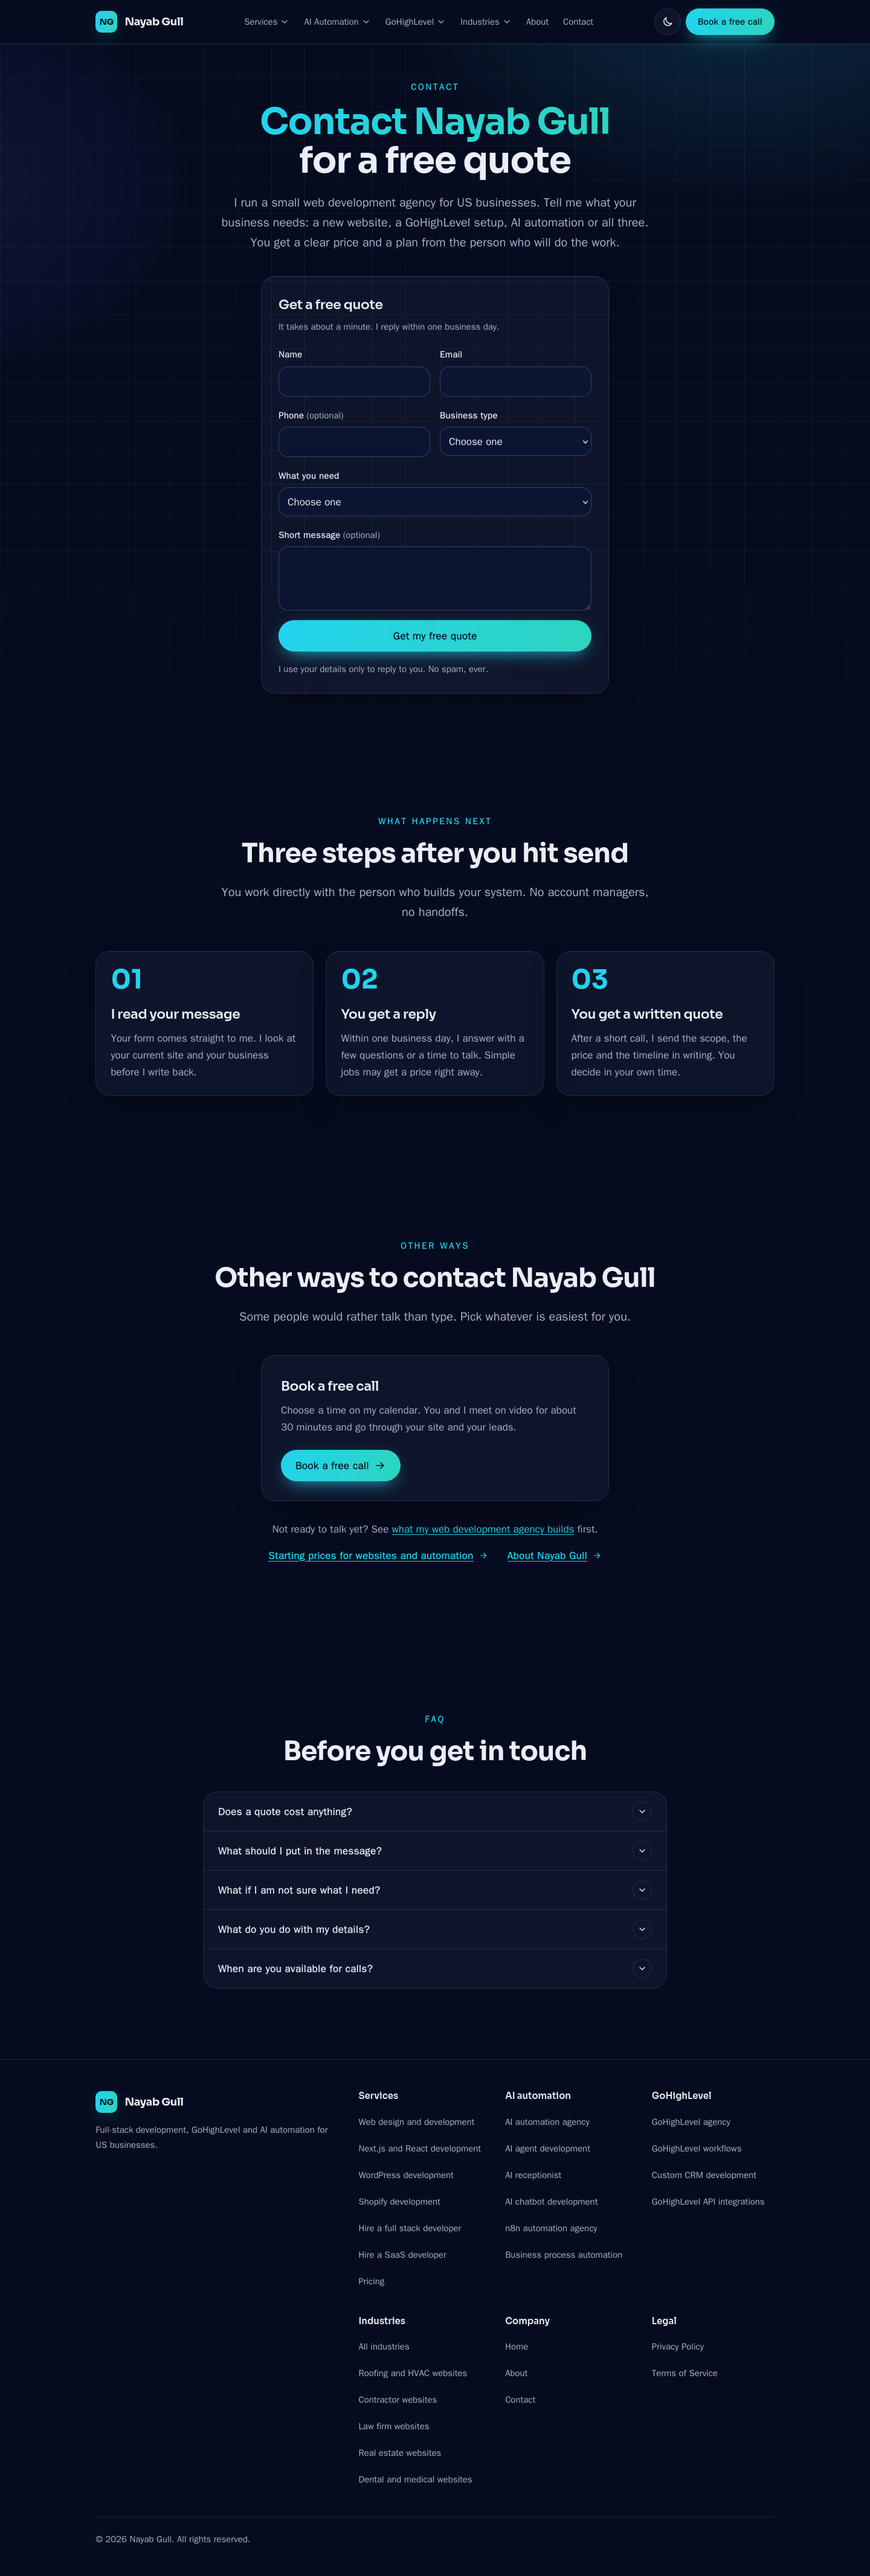 NG Nayab Gull Services AI Automation GoHighLevel Industries About Contact Book a free call
CONTACT
Contact Nayab Gull
for a free quote
I run a small web development agency for US businesses. Tell me what your
business needs: a new website, a GoHighLevel setup, AI automation or all three.
You get a clear price and a plan from the person who will do the work.
Get a free quote
It takes about a minute. I reply within one business day.
Name Email
Phone (optional) Business type
Choose one
What you need
Choose one
Short message (optional)
Get my free quote
I use your details only to reply to you. No spam, ever.
WHAT HAPPENS NEXT
Three steps after you hit send
You work directly with the person who builds your system. No account managers,
no handoffs.
01
I read your message
Your form comes straight to me. I look at
your current site and your business
before I write back.
02
You get a reply
Within one business day, I answer with a
few questions or a time to talk. Simple
jobs may get a price right away.
03
You get a written quote
After a short call, I send the scope, the
price and the timeline in writing. You
decide in your own time.
OTHER WAYS
Other ways to contact Nayab Gull
Some people would rather talk than type. Pick whatever is easiest for you.
Book a free call
Choose a time on my calendar. You and I meet on video for about
30 minutes and go through your site and your leads.
Book a free call →
Not ready to talk yet? See what my web development agency builds first.
Starting prices for websites and automation → About Nayab Gull →
FAQ
Before you get in touch
Does a quote cost anything?
What should I put in the message?
What if I am not sure what I need?
What do you do with my details?
When are you available for calls?
NG Nayab Gull
Full-stack development, GoHighLevel and AI automation for
US businesses.
Services
Web design and development
Next.js and React development
WordPress development
Shopify development
Hire a full stack developer
Hire a SaaS developer
Pricing
AI automation
AI automation agency
AI agent development
AI receptionist
AI chatbot development
n8n automation agency
Business process automation
GoHighLevel
GoHighLevel agency
GoHighLevel workflows
Custom CRM development
GoHighLevel API integrations
Industries
All industries
Roofing and HVAC websites
Contractor websites
Law firm websites
Real estate websites
Dental and medical websites
Company
Home
About
Contact
Legal
Privacy Policy
Terms of Service
© 2026 Nayab Gull. All rights reserved.